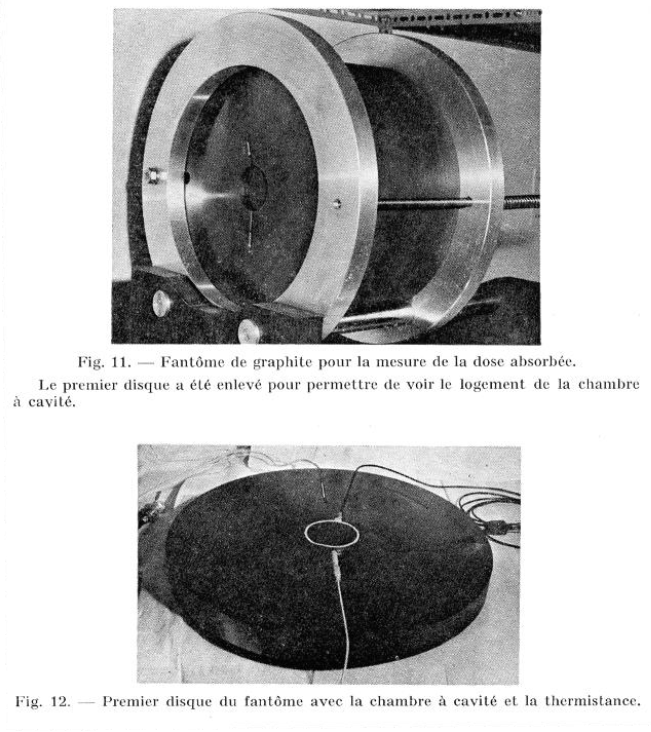 Fig. 11. — Fantôme de graphite pour la mesure de la dose absorbée.
Le premier disque a été enlevé pour permettre de voir le logement de la chambre
à cavité.
Fig. 12. — Premier disque du fantôme avec la chambre à cavité et la thermistance.